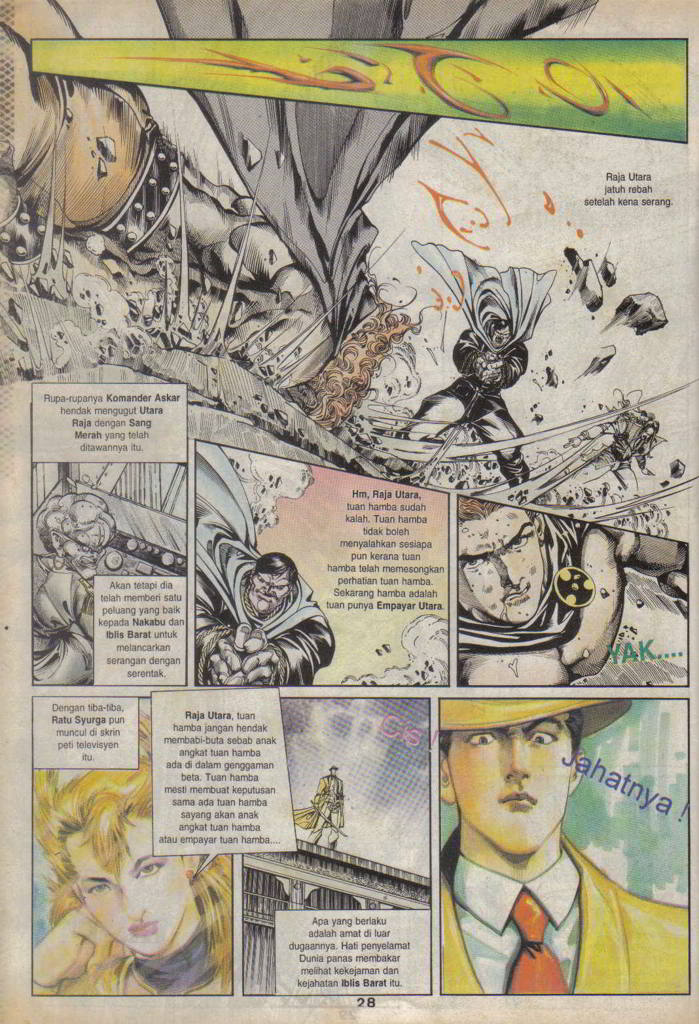 Raja Utara
jatuh rebah
setelah kena serang.
Rupa-rupanya Komander Askar
hendak mengugut Utara
Raja dengan Sang
Merah yang telah
ditawannya itu.
Akan tetapi dia
telah memberi satu
peluang yang baik
kepada Nakabu dan
Iblis Barat untuk
melancarkan
serangan dengan
serentak.
Hm, Raja Utara,
tuan hamba sudah
kalah. Tuan hamba
tidak boleh
menyalahkan sesiapa
pun kerana tuan
hamba telah memesongkan
perhatian tuan hamba.
Sekarang hamba adalah
tuan punya Empayar Utara.
YAK....
Dengan tiba-tiba,
Ratu Syurga pun
muncul di skrin
peti televisyen
itu.
Raja Utara, tuan
hamba jangan hendak
membabi-buta sebab anak
angkat tuan hamba
ada di dalam genggaman
beta. Tuan hamba
mesti membuat keputusan
sama ada tuan hamba
sayang akan anak
angkat tuan hamba
atau empayar tuan hamba....
Apa yang berlaku
adalah amat di luar
dugaannya. Hati penyelamat
Dunia panas membakar
melihat kekejaman dan
kejahatan Iblis Barat itu.
Cis !
Jahatnya !
28